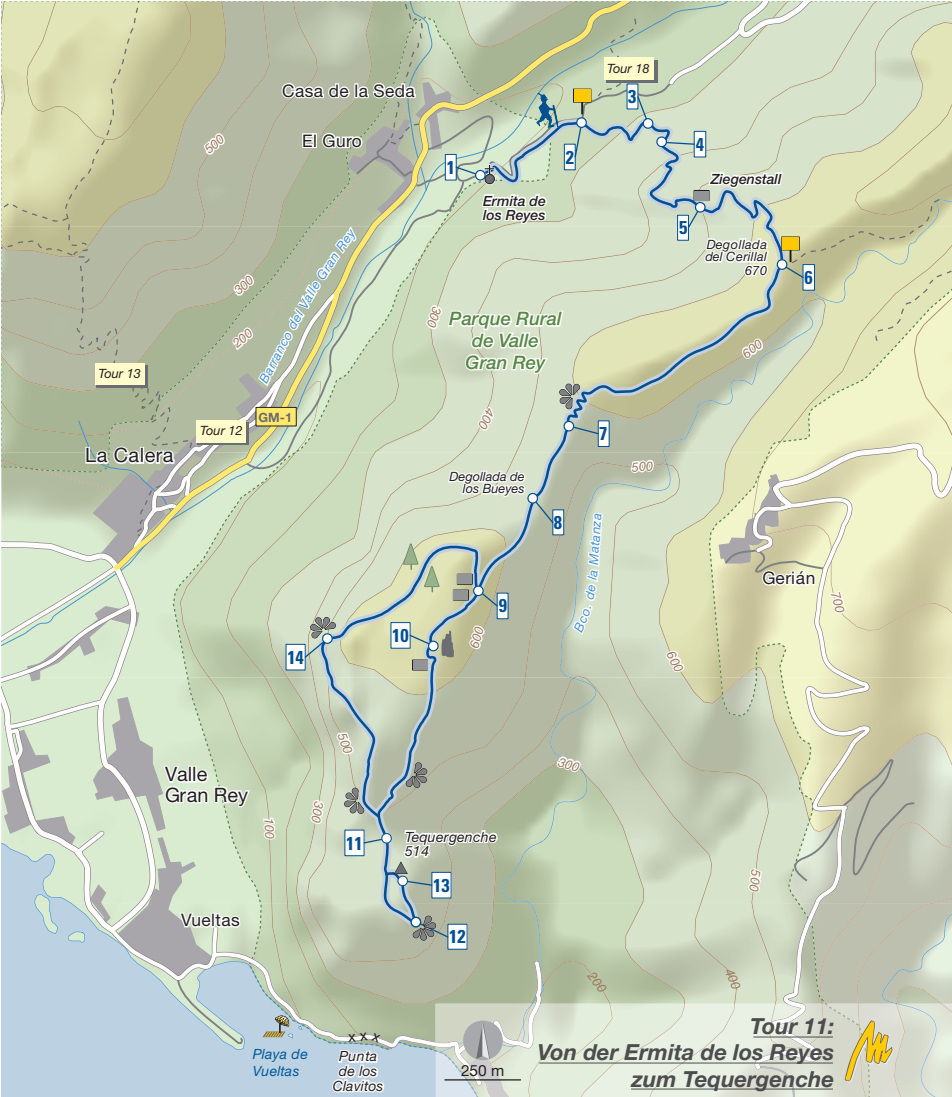 Tour 18
Casa de la Seda
3
El Guro
4
1
2
Ziegenstall
Ermita de
los Reyes
5
Degollada
del Cerillal
670
6
500
300
200
Barranco del Valle Gran Rey
300
Parque Rural
de Valle
Gran Rey
600
Tour 13
GM-1
Tour 12
400
7
La Calera
500
Degollada de
los Bueyes
8
Bco. de la Matanza
Gerián
700
9
10
600
14
600
500
300
Valle
Gran Rey
300
100
11
Tequergenche
514
13
500
12
Vueltas
200
400
Playa de
Vueltas
x x x
Punta
de los
Clavitos
250 m
Tour 11:
Von der Ermita de los Reyes
zum Tequergenche